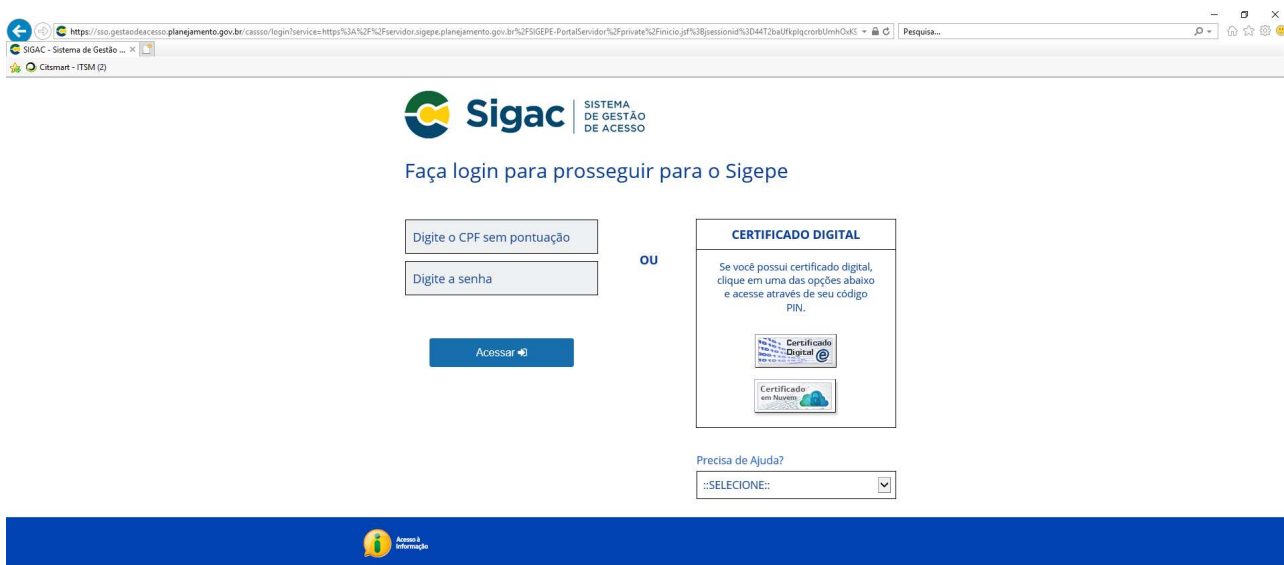 https://sso.gestaodeacesso.planejamento.gov.br/cassso/login?service=https%3A%2F%2Fservidor.sigepe.planejamento.gov.br%2FSIGEPE-PortalServidor%2Fprivate%2Finicio.jsf%3Bjsessionid%3D44T2baUfkplqcrorbUmhOxKS
Pesquisa...
SIGAC - Sistema de Gestão ...
Citsmart - ITSM (2)
Sigac
SISTEMA
DE GESTÃO
DE ACESSO
Faça login para prosseguir para o Sigepe
Digite o CPF sem pontuação
Digite a senha
Acessar
OU
CERTIFICADO DIGITAL
Se você possui certificado digital,
clique em uma das opções abaixo
e acesse através de seu código
PIN.
Certificado
Digital
Certificado
em Nuvem
Precisa de Ajuda?
::SELECIONE::
Acesso à
Informação